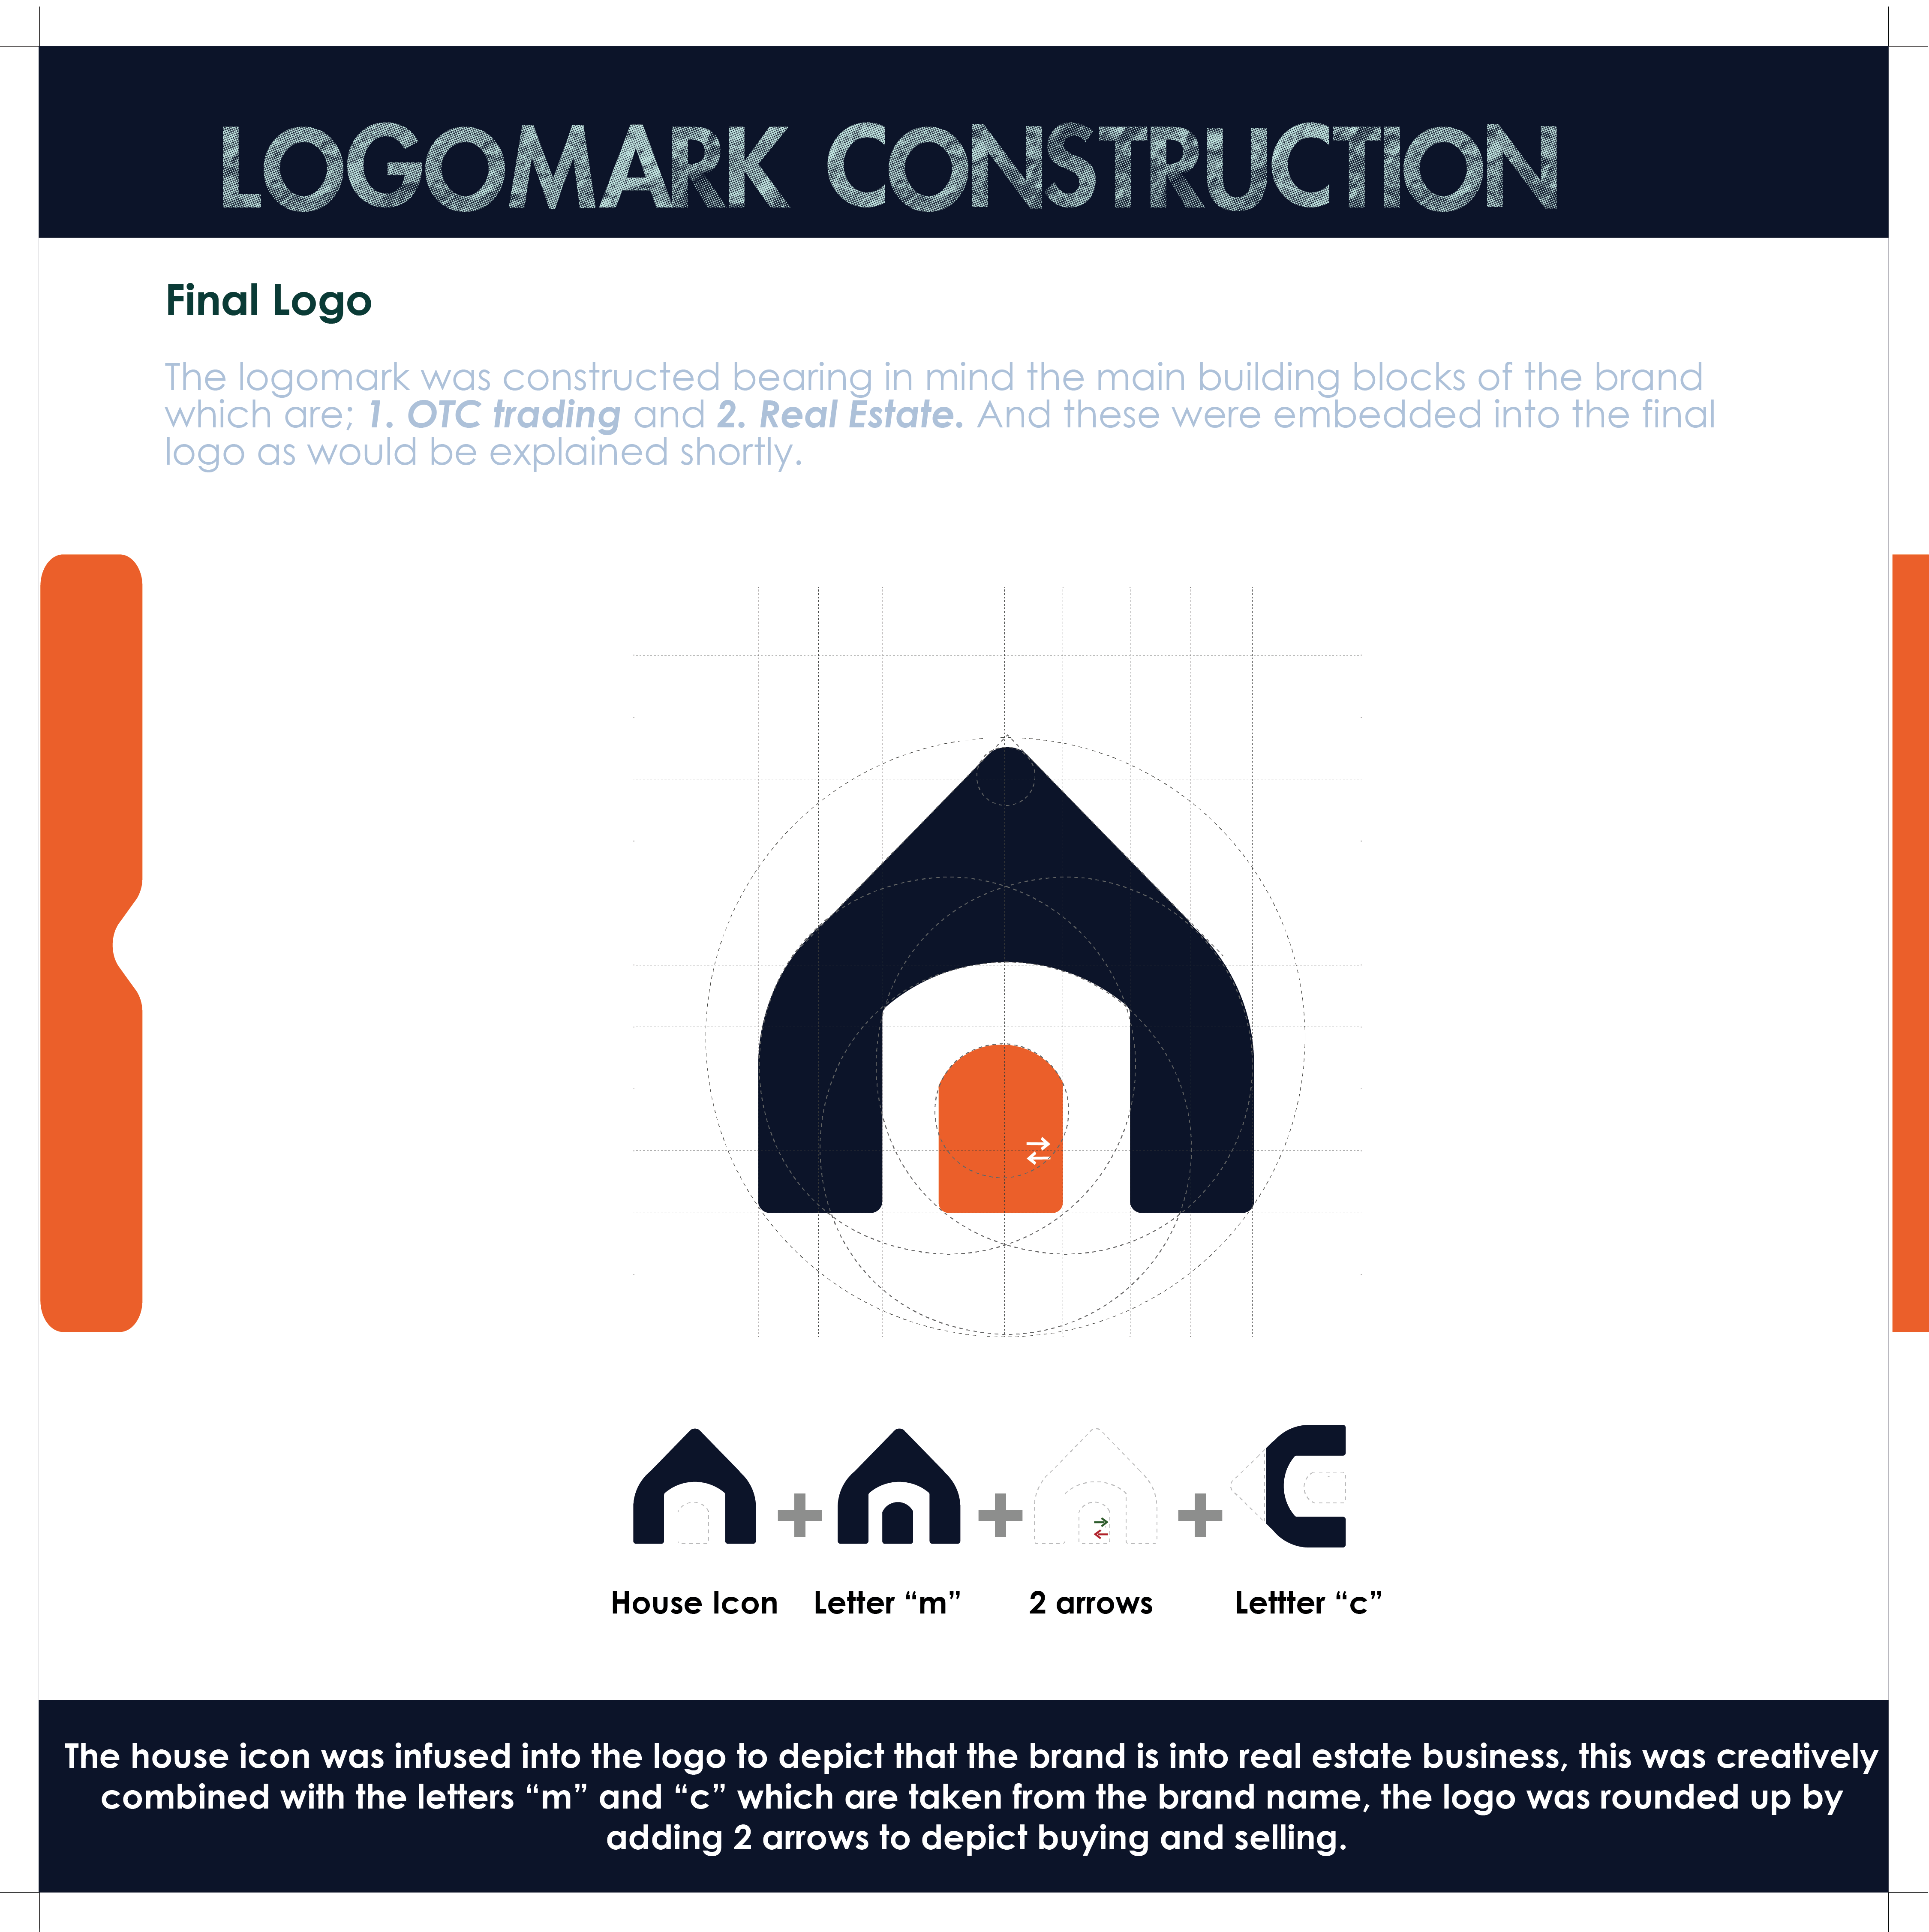 LOGOMARK CONSTRUCTION
Final Logo
The logomark was constructed bearing in mind the main building blocks of the brand
which are; 1. OTC trading and 2. Real Estate. And these were embedded into the final
logo as would be explained shortly.
House Icon Letter “m” 2 arrows Lettter “c”
The house icon was infused into the logo to depict that the brand is into real estate business, this was creatively
combined with the letters “m” and “c” which are taken from the brand name, the logo was rounded up by
adding 2 arrows to depict buying and selling.